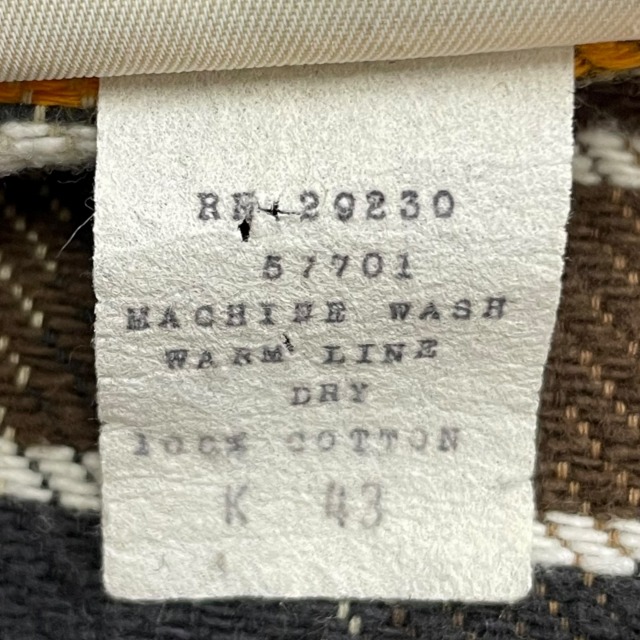 RN-29230
57701
MACHINE WASH
WARM LINE
DRY
100% COTTON
K 43